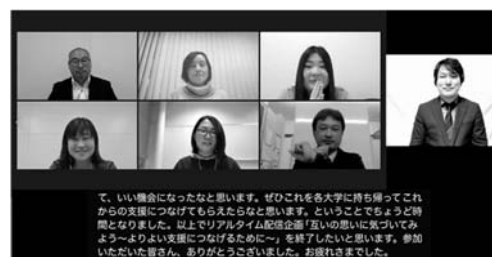 て、いい機会になったなと思います。ぜひこれを各大学に持ち帰ってこれ
からの支援につなげてもらえたらなと思います。ということでちょうど時
間となりました。以上でリアルタイム配信企画「互いの思いに気づいてみ
よう～よりよい支援につなげるために～」を終了したいと思います。参加
いただいた皆さん、ありがとうございました。お疲れさまでした。